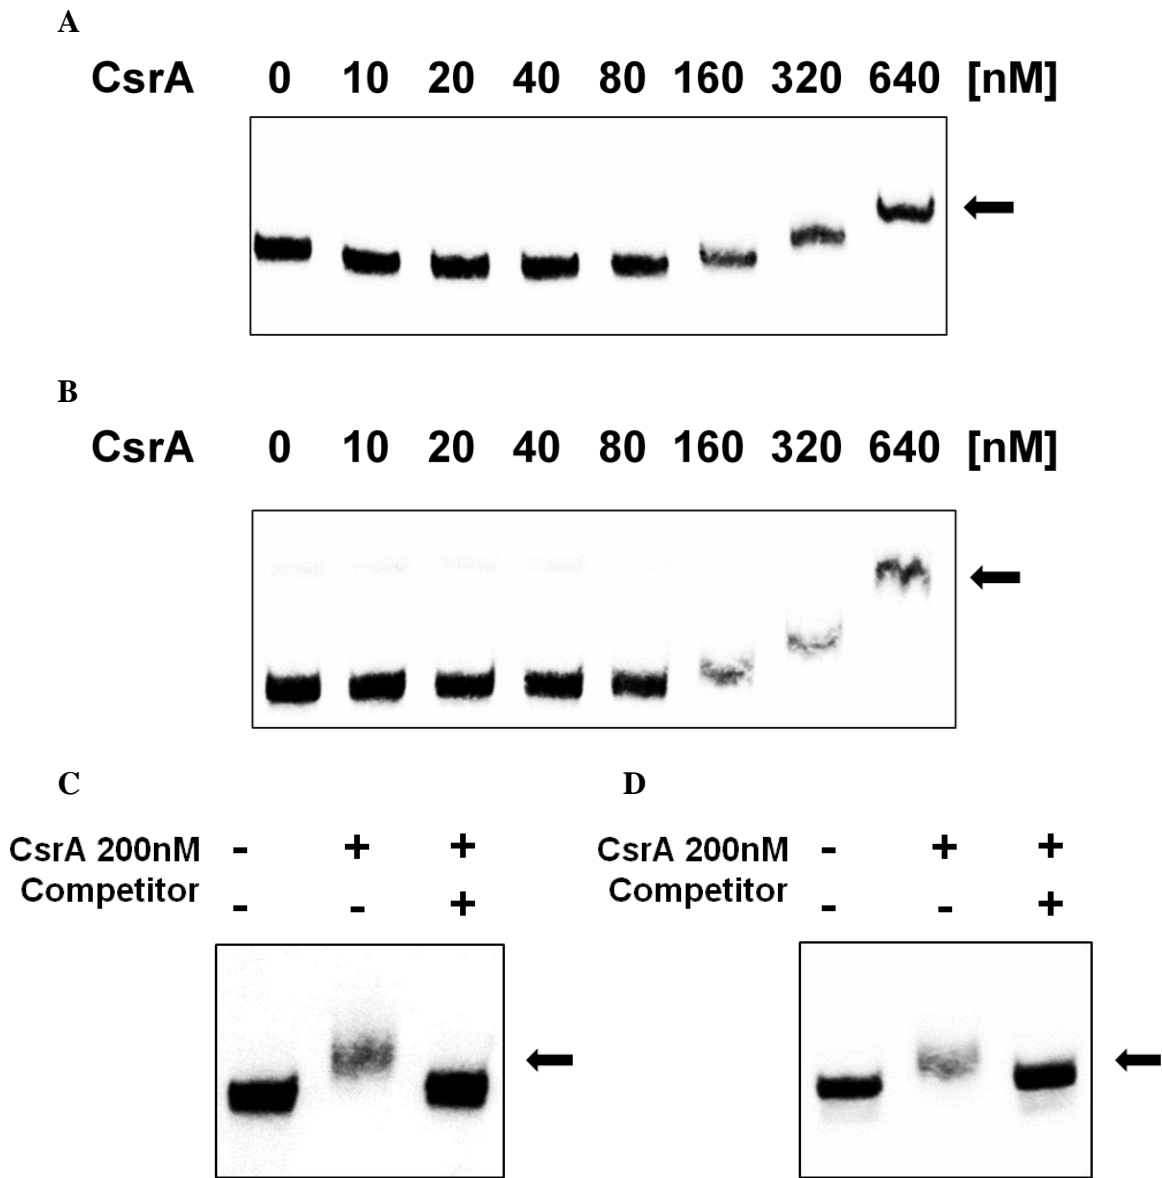 A
CsrA 0 10 20 40 80 160 320 640 [nM]
B
CsrA 0 10 20 40 80 160 320 640 [nM]
C
CsrA 200nM - + +
Competitor - - +
D
CsrA 200nM - + +
Competitor - - +